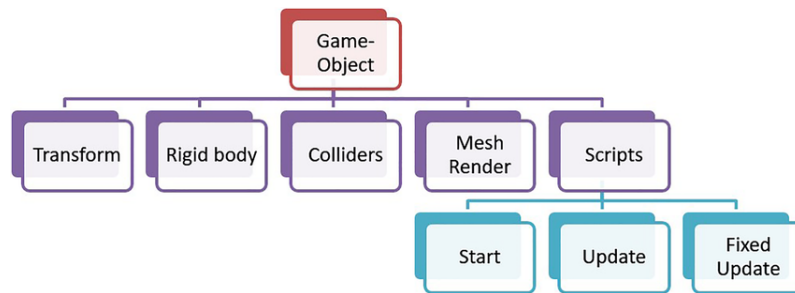 Game-
Object
Transform
Rigid body
Colliders
Mesh
Render
Scripts
Start
Update
Fixed
Update